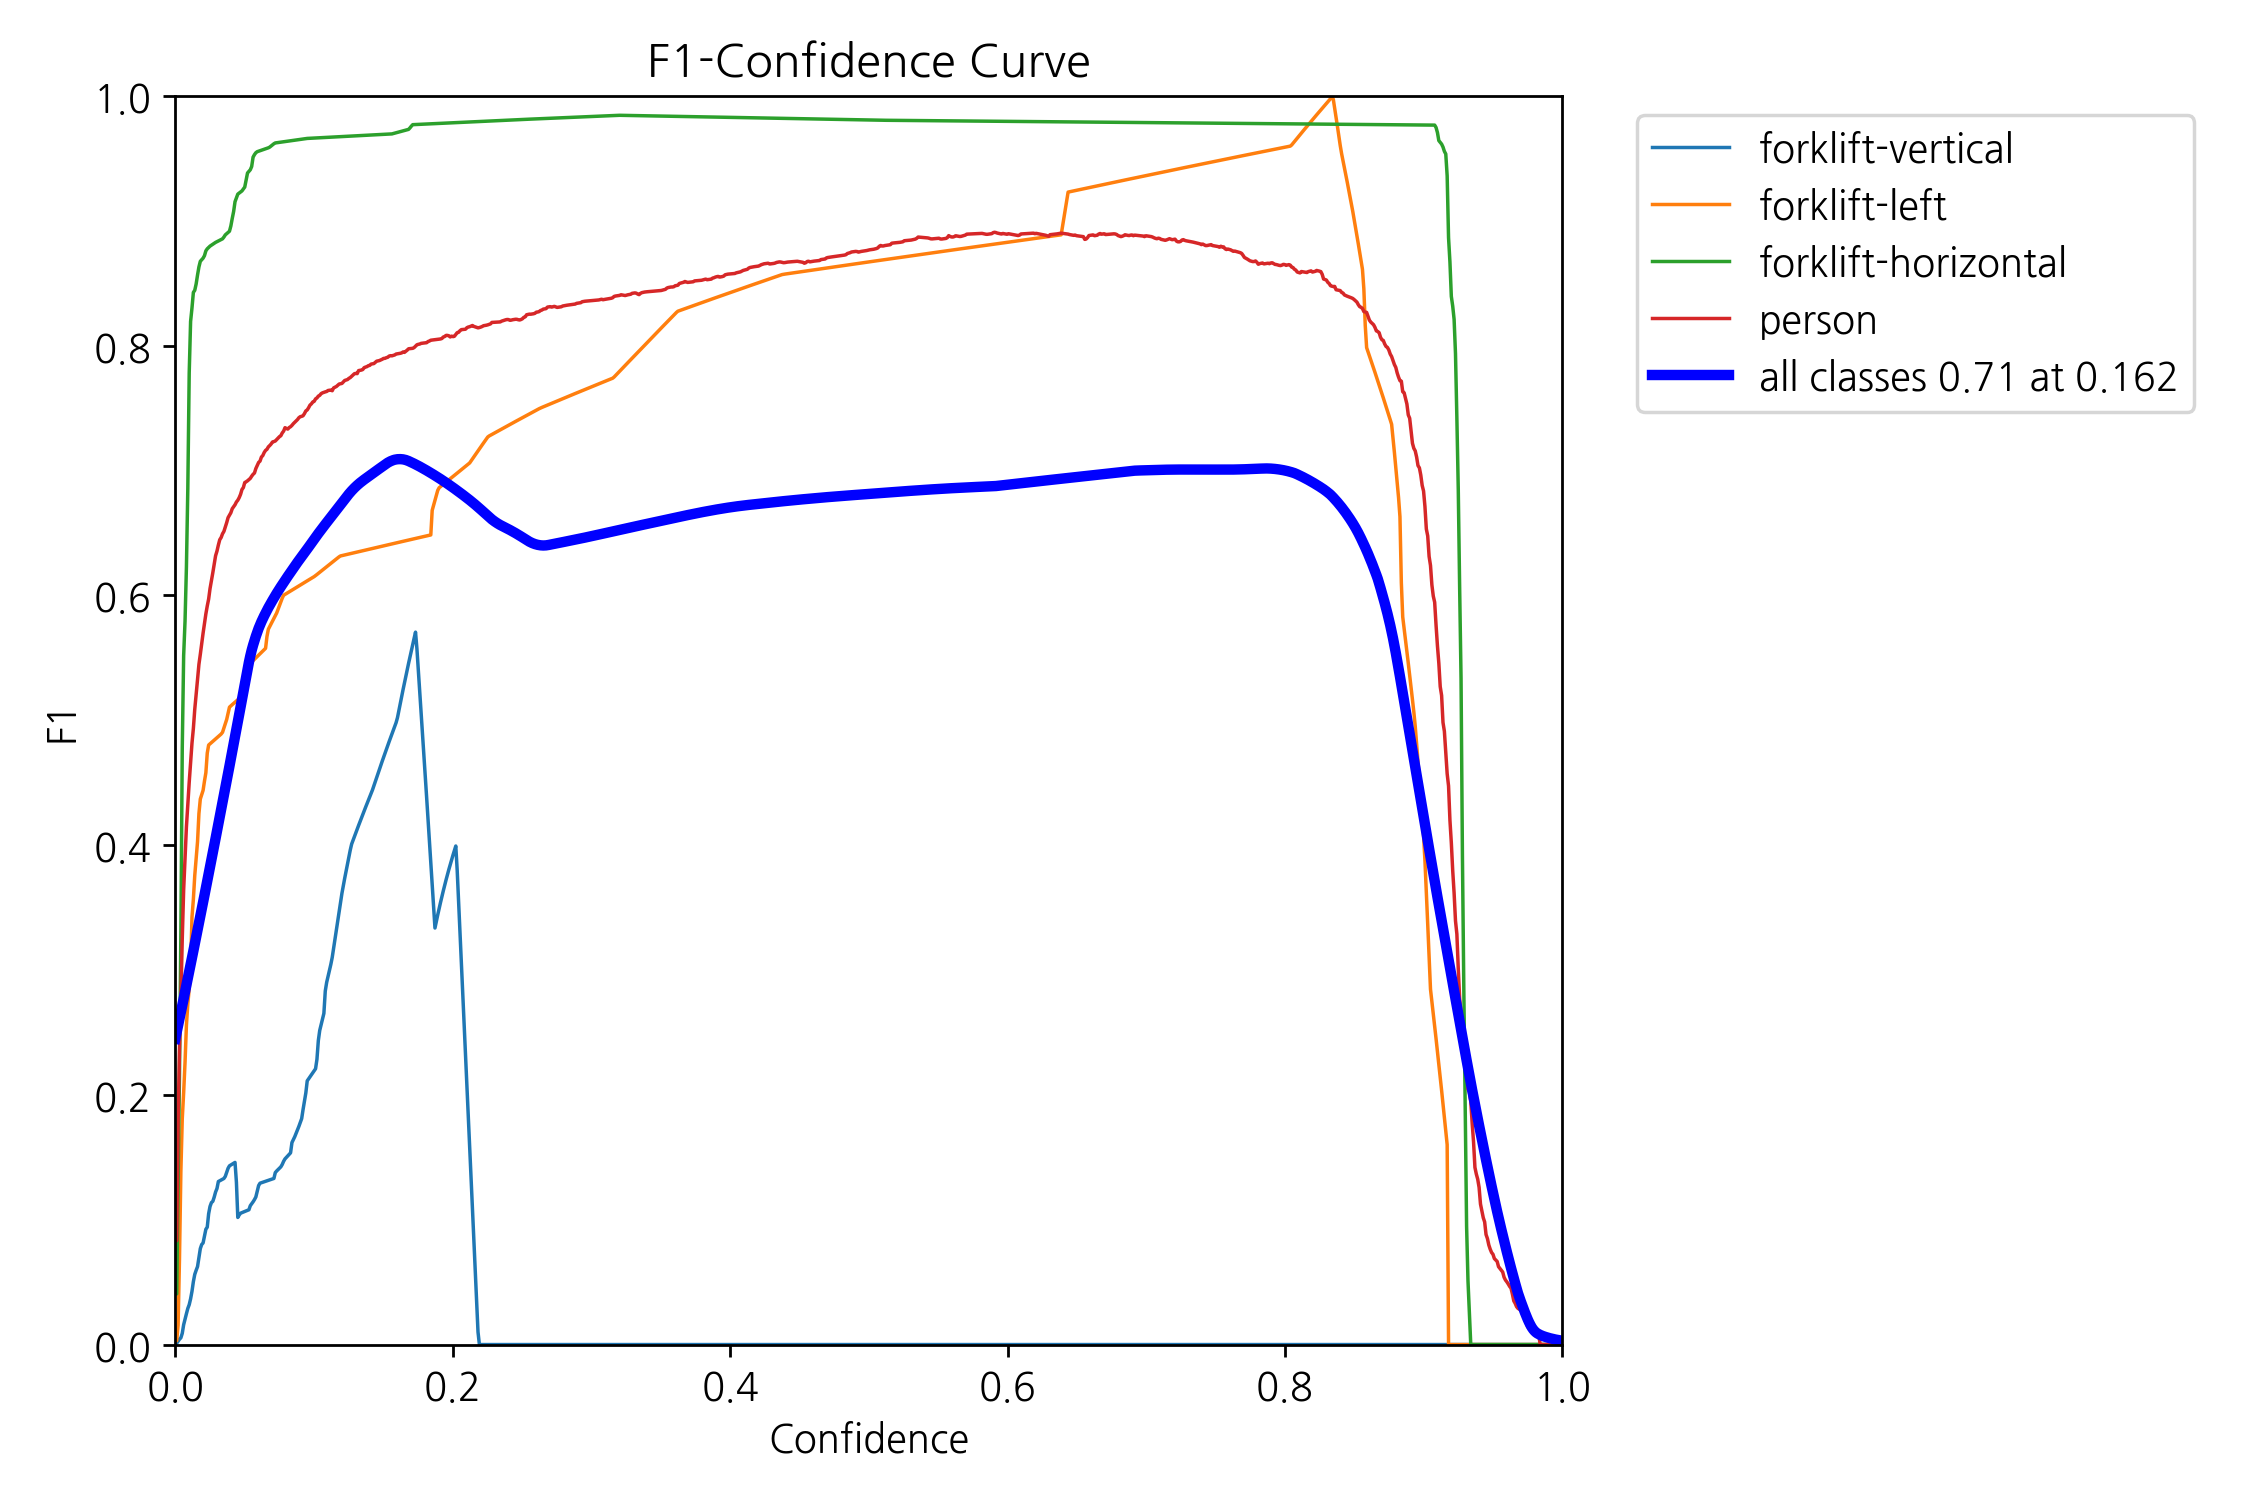 F1-Confidence Curve
1.0
0.8
0.6
0.4
0.2
0.0
F1
0.0 0.2 0.4 0.6 0.8 1.0
Confidence
forklift-vertical
forklift-left
forklift-horizontal
person
all classes 0.71 at 0.162